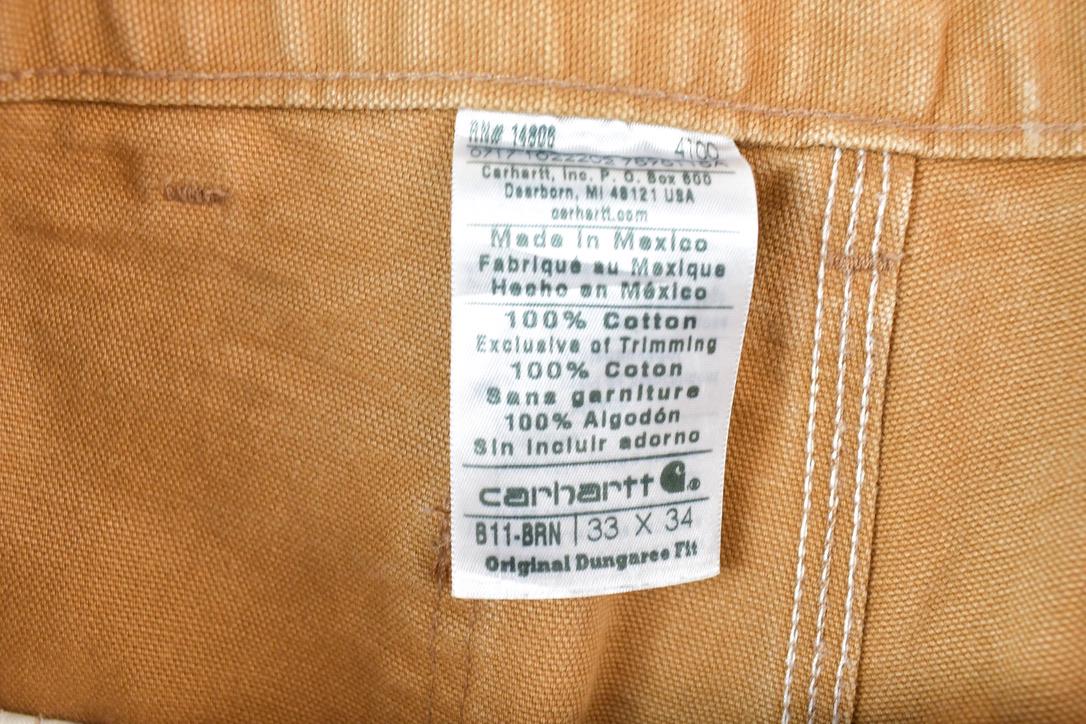 RN# 14806 4100
Carhartt, Inc. P. O. Box 600
Dearborn, MI 48121 USA
carhartt.com
Made in Mexico
Fabriqué au Mexique
Hecho en México
100% Cotton
Exclusive of Trimming
100% Coton
Sans garniture
100% Algodón
Sin incluir adorno
carhartt ®
B11-BRN 33 X 34
Original Dungaree Fit